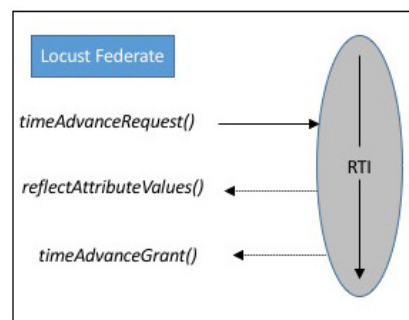 Locust Federate
timeAdvanceRequest()
RTI
reflectAttributeValues()
timeAdvanceGrant()